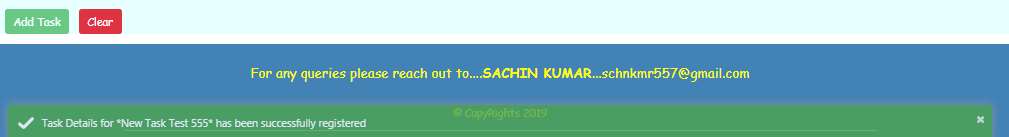 Add Task Clear
For any queries please reach out to....SACHIN KUMAR...schnkmr557@gmail.com
© CopyRights 2019
Task Details for *New Task Test 555* has been successfully registered